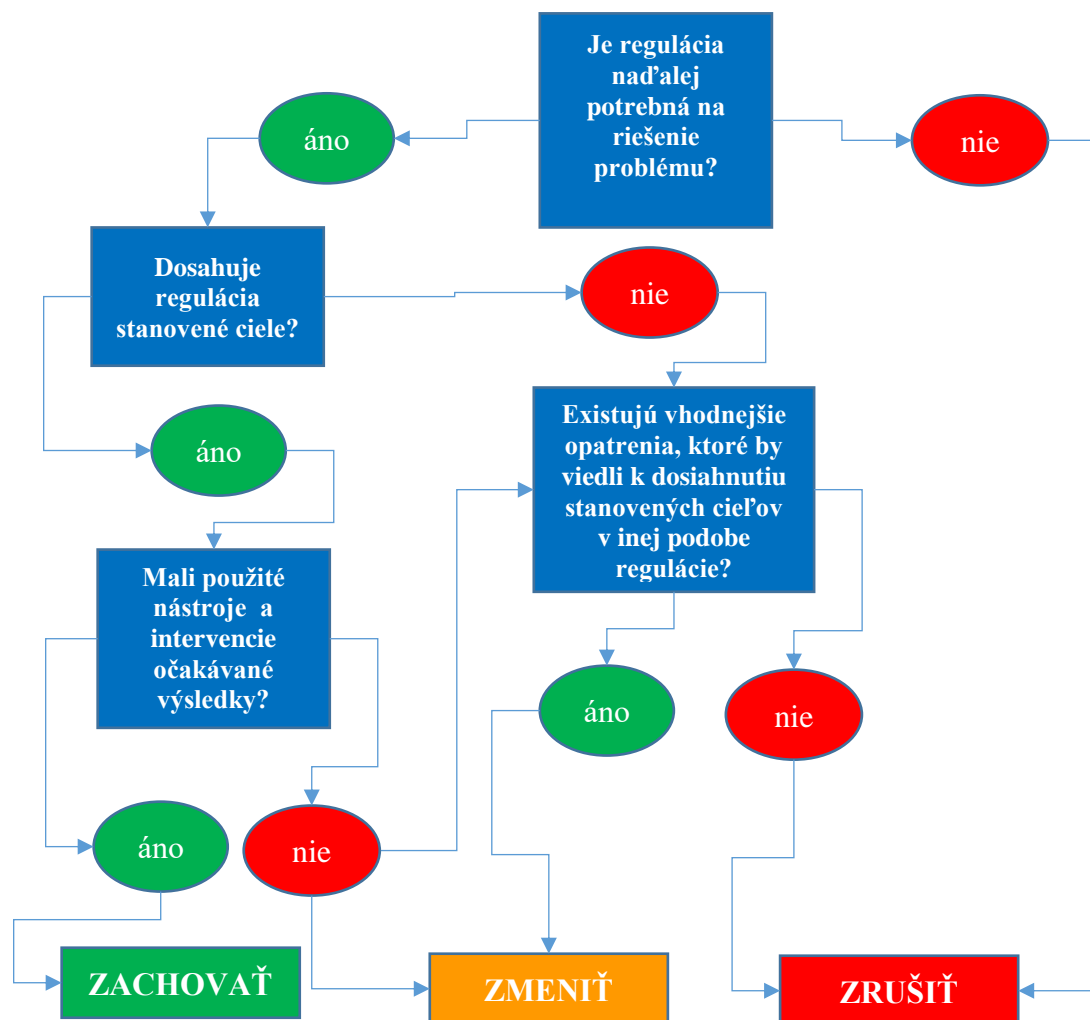 Je regulácia
naďalej
potrebná na
riešenie
problému?
áno
nie
Dosahuje
regulácia
stanovené ciele?
nie
áno
Existujú vhodnejšie
opatrenia, ktoré by
viedli k dosiahnutiu
stanovených cieľov
v inej podobe
regulácie?
Mali použité
nástroje a
intervencie
očakávané
výsledky?
áno
nie
áno
nie
ZACHOVAŤ
ZMENIŤ
ZRUŠIŤ